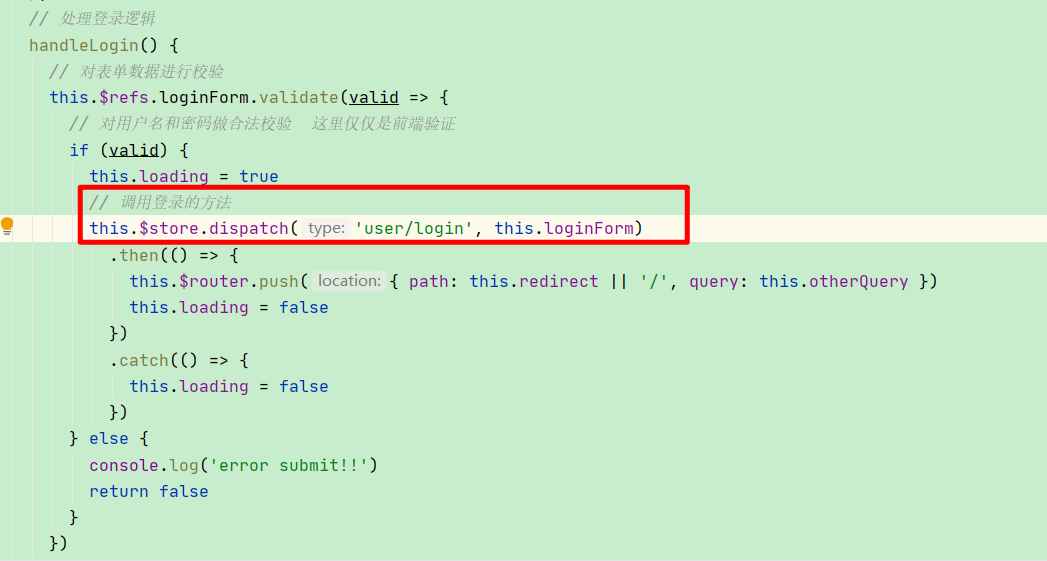 // 处理登录逻辑
handleLogin() {
// 对表单数据进行校验
this.$refs.loginForm.validate(valid => {
// 对用户名和密码做合法校验  这里仅仅是前端验证
if (valid) {
this.loading = true
// 调用登录的方法
this.$store.dispatch( type: 'user/login', this.loginForm)
.then(() => {
this.$router.push( location: { path: this.redirect || '/', query: this.otherQuery })
this.loading = false
})
.catch(() => {
this.loading = false
})
} else {
console.log('error submit!!')
return false
}
})